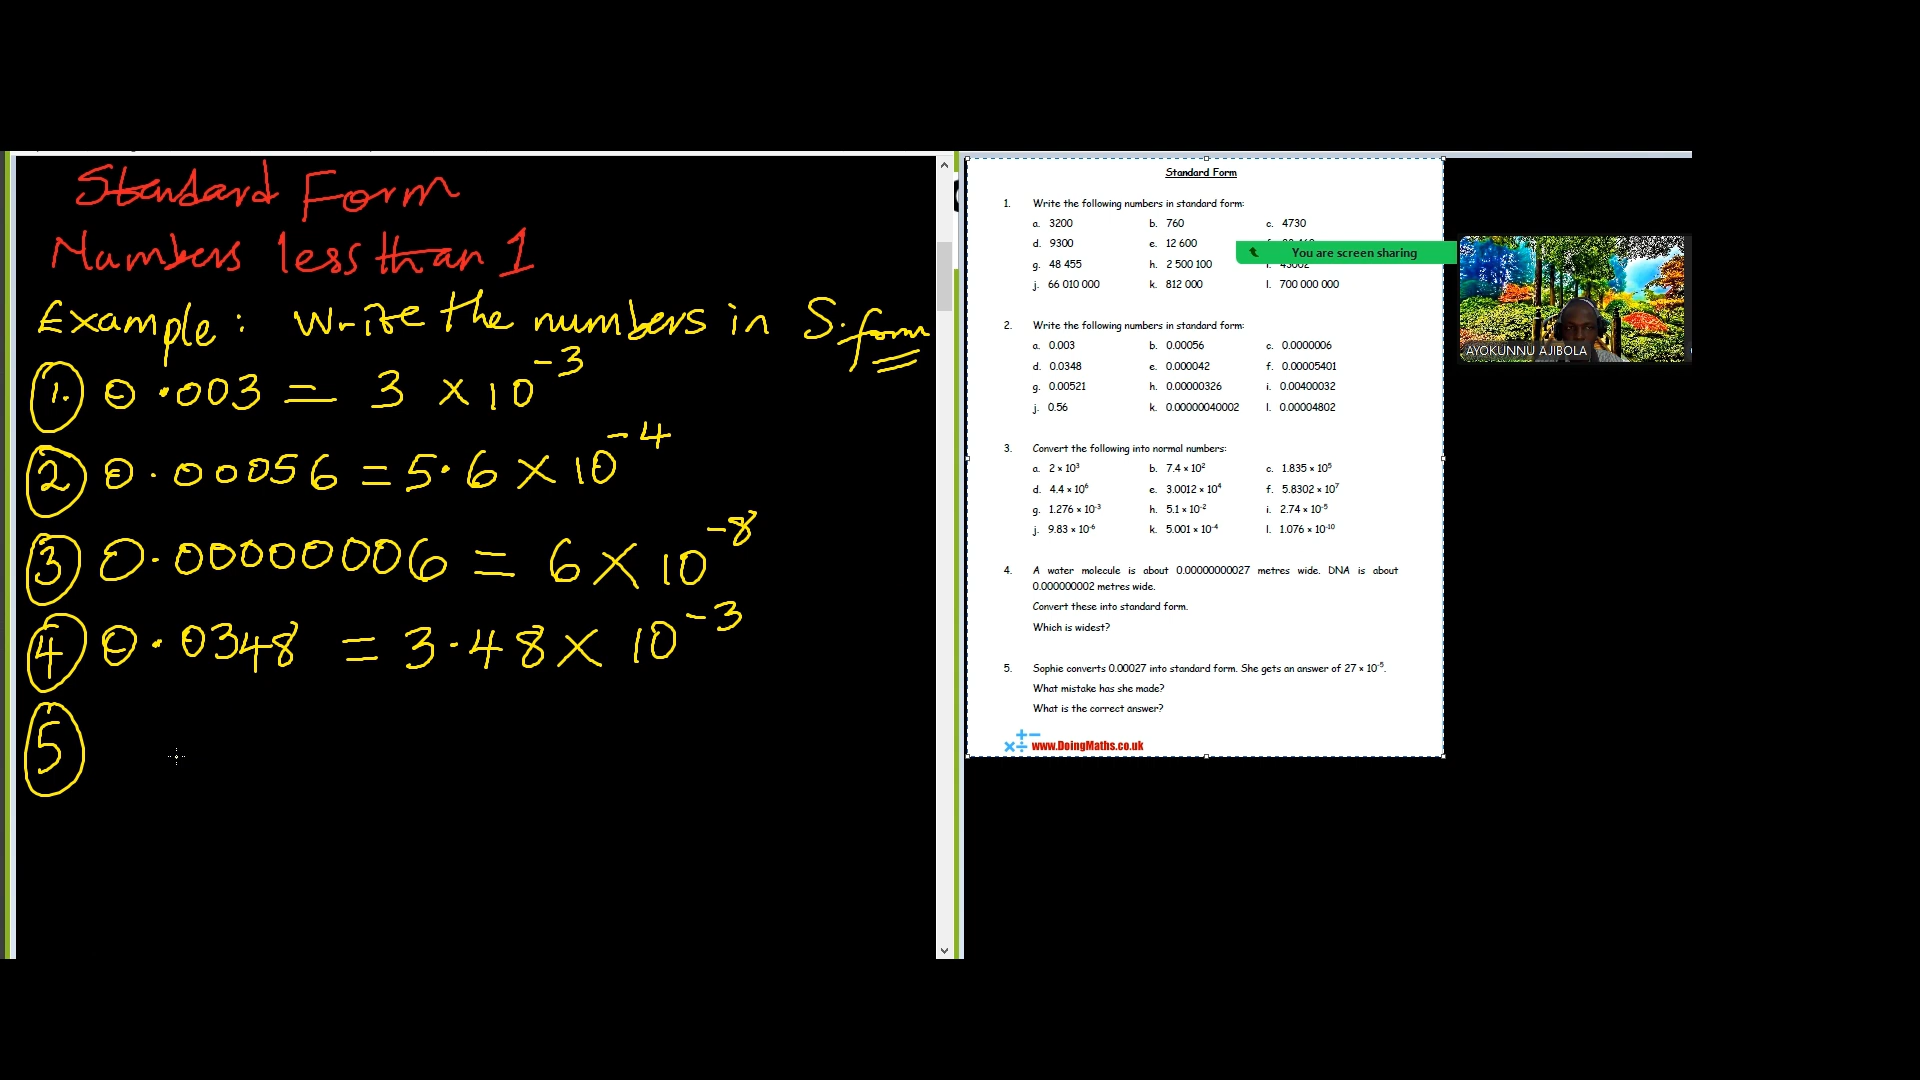 Standard Form
Numbers less than 1
Example: Write the numbers in S.form
1. 0.003 = 3 × 10⁻³
2 0.00056 = 5.6 × 10⁻⁴
3 0.00000006 = 6 × 10⁻⁸
4 0.0348 = 3.48 × 10⁻³
5
Standard Form
1. Write the following numbers in standard form:
a. 3200 b. 760 c. 4730
d. 9300 e. 12 600
You are screen sharing
g. 48 455 h. 2 500 100
j. 66 010 000 k. 812 000 l. 700 000 000
2. Write the following numbers in standard form:
a. 0.003 b. 0.00056 c. 0.0000006
d. 0.0348 e. 0.000042 f. 0.00005401
g. 0.00521 h. 0.00000326 i. 0.00400032
j. 0.56 k. 0.00000040002 l. 0.00004802
3. Convert the following into normal numbers:
a. 2 × 10³ b. 7.4 × 10² c. 1.835 × 10⁵
d. 4.4 × 10⁶ e. 3.0012 × 10⁴ f. 5.8302 × 10⁷
g. 1.276 × 10⁻³ h. 5.1 × 10⁻² i. 2.74 × 10⁻⁵
j. 9.83 × 10⁻⁶ k. 5.001 × 10⁻⁴ l. 1.076 × 10⁻¹⁰
4. A water molecule is about 0.00000000027 metres wide. DNA is about
0.000000002 metres wide.
Convert these into standard form.
Which is widest?
5. Sophie converts 0.00027 into standard form. She gets an answer of 27 × 10⁻⁵.
What mistake has she made?
What is the correct answer?
www.DoingMaths.co.uk
AYOKUNNU AJIBOLA